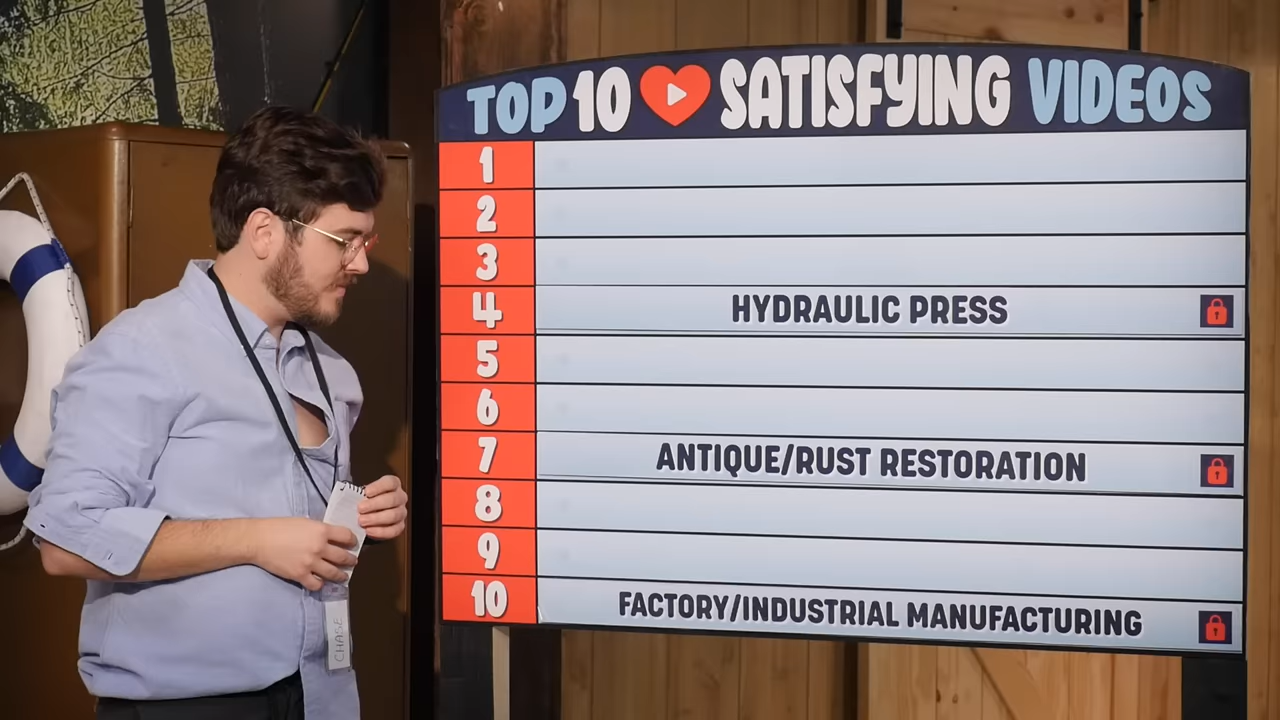 TOP 10 SATISFYING VIDEOS
1
2
3
4 HYDRAULIC PRESS
5
6
7 ANTIQUE/RUST RESTORATION
8
9
10 FACTORY/INDUSTRIAL MANUFACTURING
CHASE